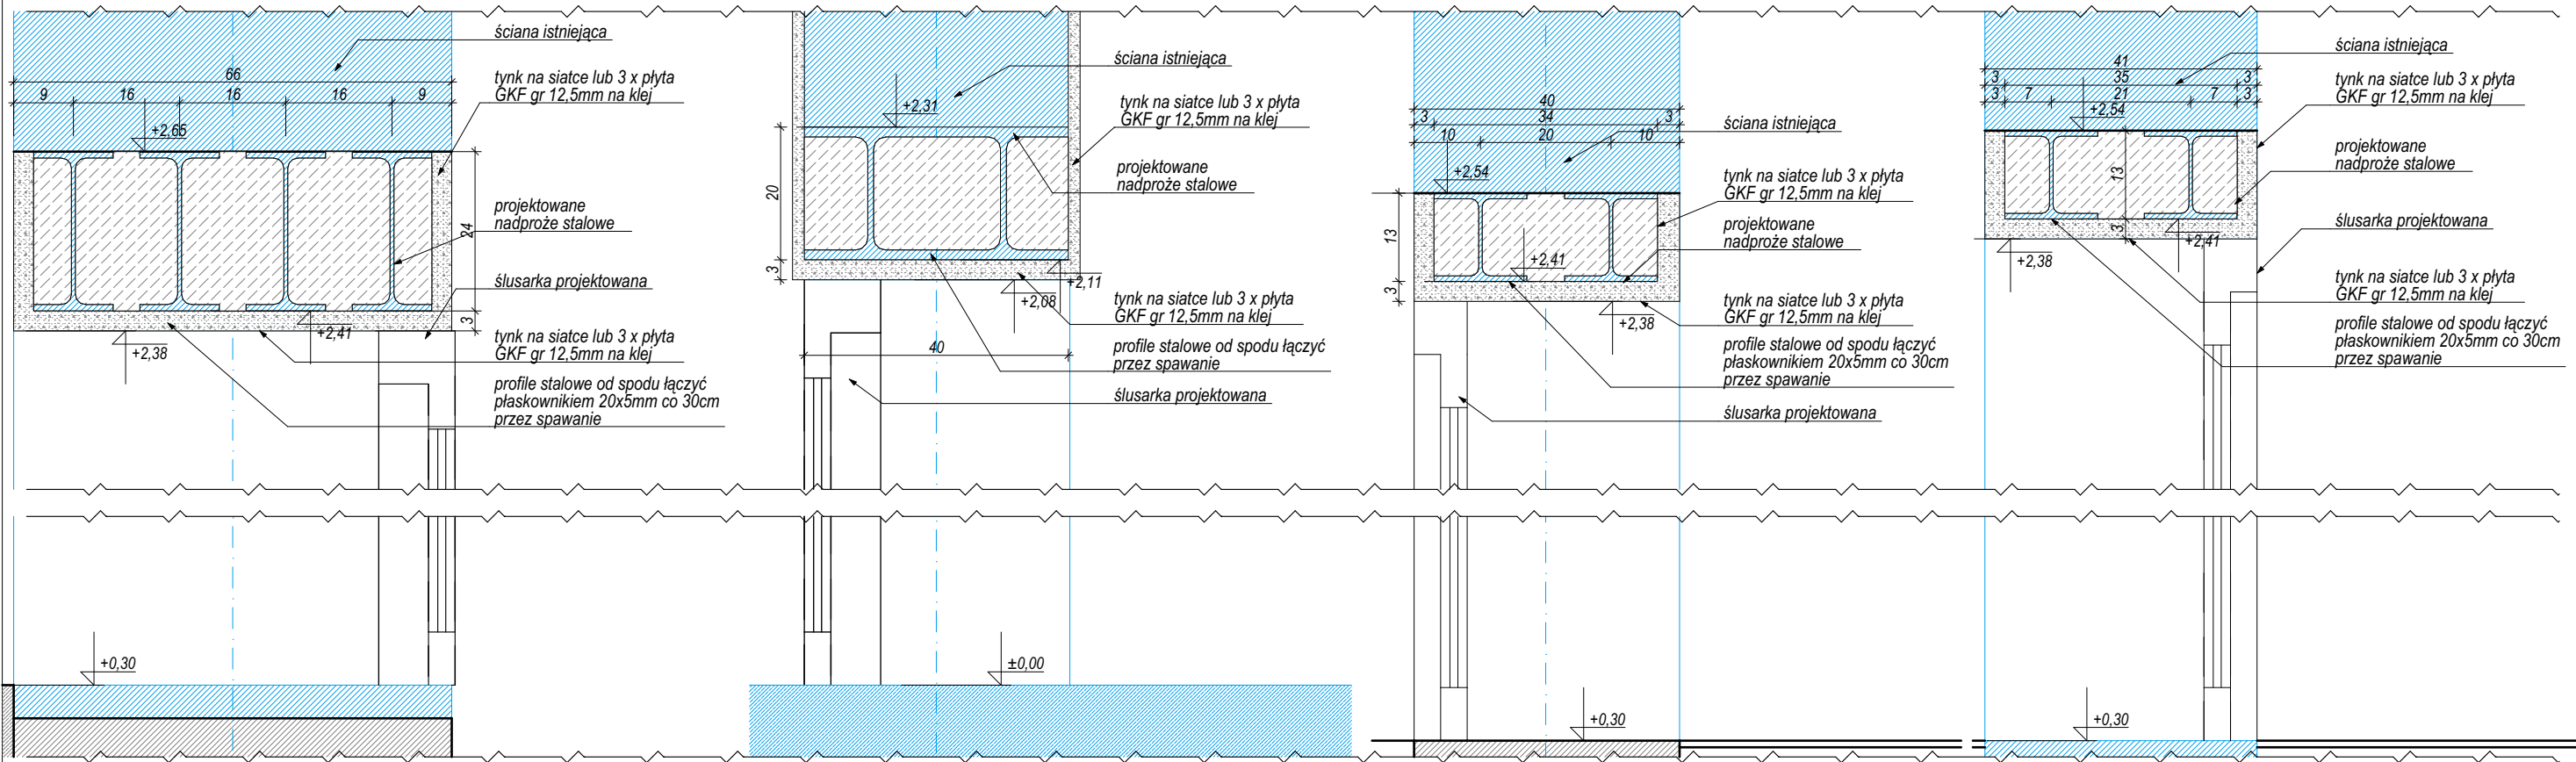 ściana istniejąca
66
tynk na siatce lub 3 x płyta
GKF gr 12,5mm na klej
9
16
16
16
9
+2,65
projektowane
nadproże stalowe
24
ślusarka projektowana
3
+2,41
+2,38
tynk na siatce lub 3 x płyta
GKF gr 12,5mm na klej
profile stalowe od spodu łączyć
płaskownikiem 20x5mm co 30cm
przez spawanie
+0,30
ściana istniejąca
+2,31
tynk na siatce lub 3 x płyta
GKF gr 12,5mm na klej
projektowane
nadproże stalowe
20
3
+2,11
+2,08
tynk na siatce lub 3 x płyta
GKF gr 12,5mm na klej
40
profile stalowe od spodu łączyć
przez spawanie
ślusarka projektowana
±0,00
40
3
34
3
10
20
10
ściana istniejąca
+2,54
tynk na siatce lub 3 x płyta
GKF gr 12,5mm na klej
projektowane
nadproże stalowe
13
+2,41
3
+2,38
tynk na siatce lub 3 x płyta
GKF gr 12,5mm na klej
profile stalowe od spodu łączyć
płaskownikiem 20x5mm co 30cm
przez spawanie
ślusarka projektowana
+0,30
ściana istniejąca
41
3
35
3
3
7
21
7
3
+2,54
tynk na siatce lub 3 x płyta
GKF gr 12,5mm na klej
projektowane
nadproże stalowe
13
ślusarka projektowana
3
+2,41
+2,38
tynk na siatce lub 3 x płyta
GKF gr 12,5mm na klej
profile stalowe od spodu łączyć
płaskownikiem 20x5mm co 30cm
przez spawanie
+0,30